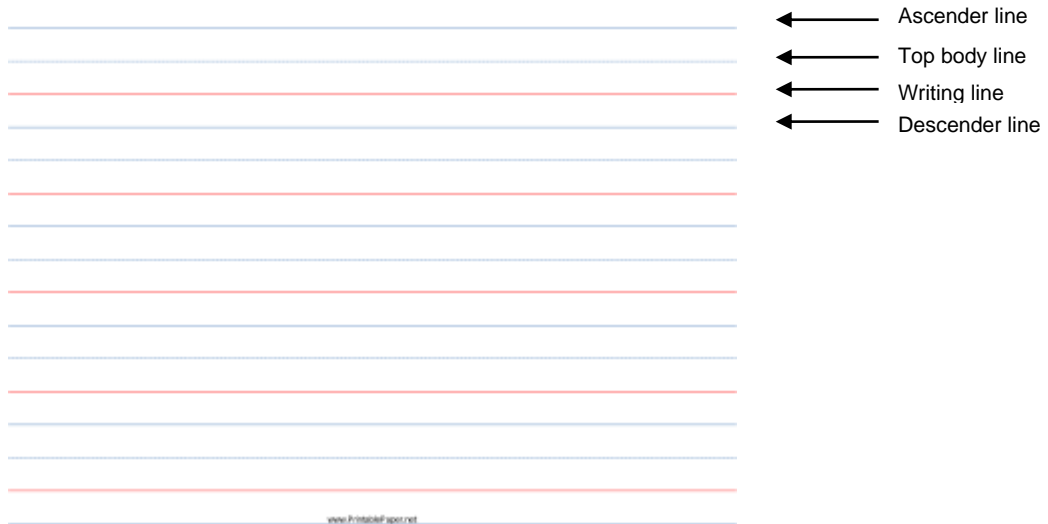 Ascender line
Top body line
Writing line
Descender line
www.PrintablePaper.net